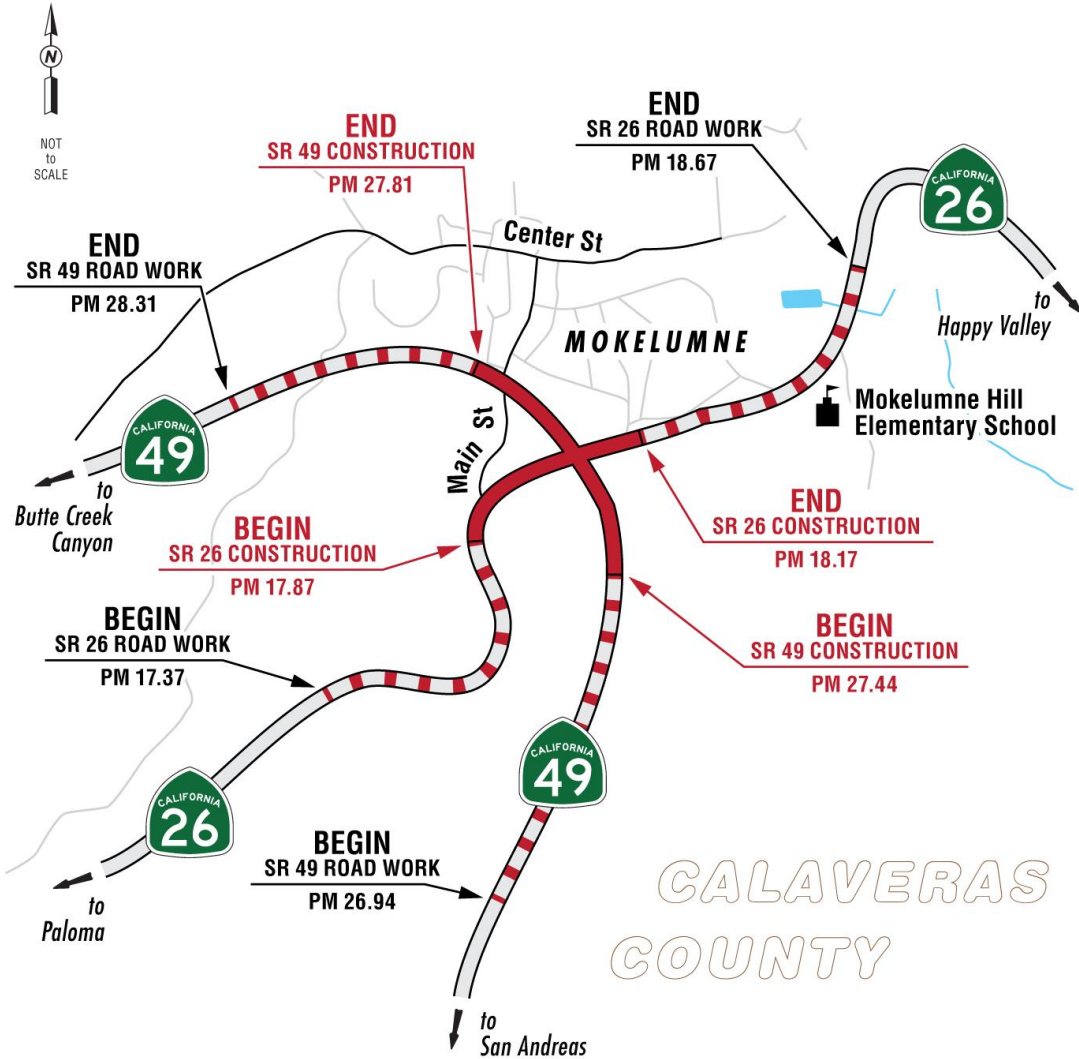 N
NOT
to
SCALE
END
SR 49 CONSTRUCTION
PM 27.81
END
SR 26 ROAD WORK
PM 18.67
CALIFORNIA
26
to
Happy Valley
END
SR 49 ROAD WORK
PM 28.31
Center St
MOKELUMNE
Mokelumne Hill
Elementary School
CALIFORNIA
49
to
Butte Creek
Canyon
Main St
BEGIN
SR 26 CONSTRUCTION
PM 17.87
END
SR 26 CONSTRUCTION
PM 18.17
BEGIN
SR 26 ROAD WORK
PM 17.37
BEGIN
SR 49 CONSTRUCTION
PM 27.44
CALIFORNIA
49
CALIFORNIA
26
to
Paloma
BEGIN
SR 49 ROAD WORK
PM 26.94
CALAVERAS
COUNTY
to
San Andreas